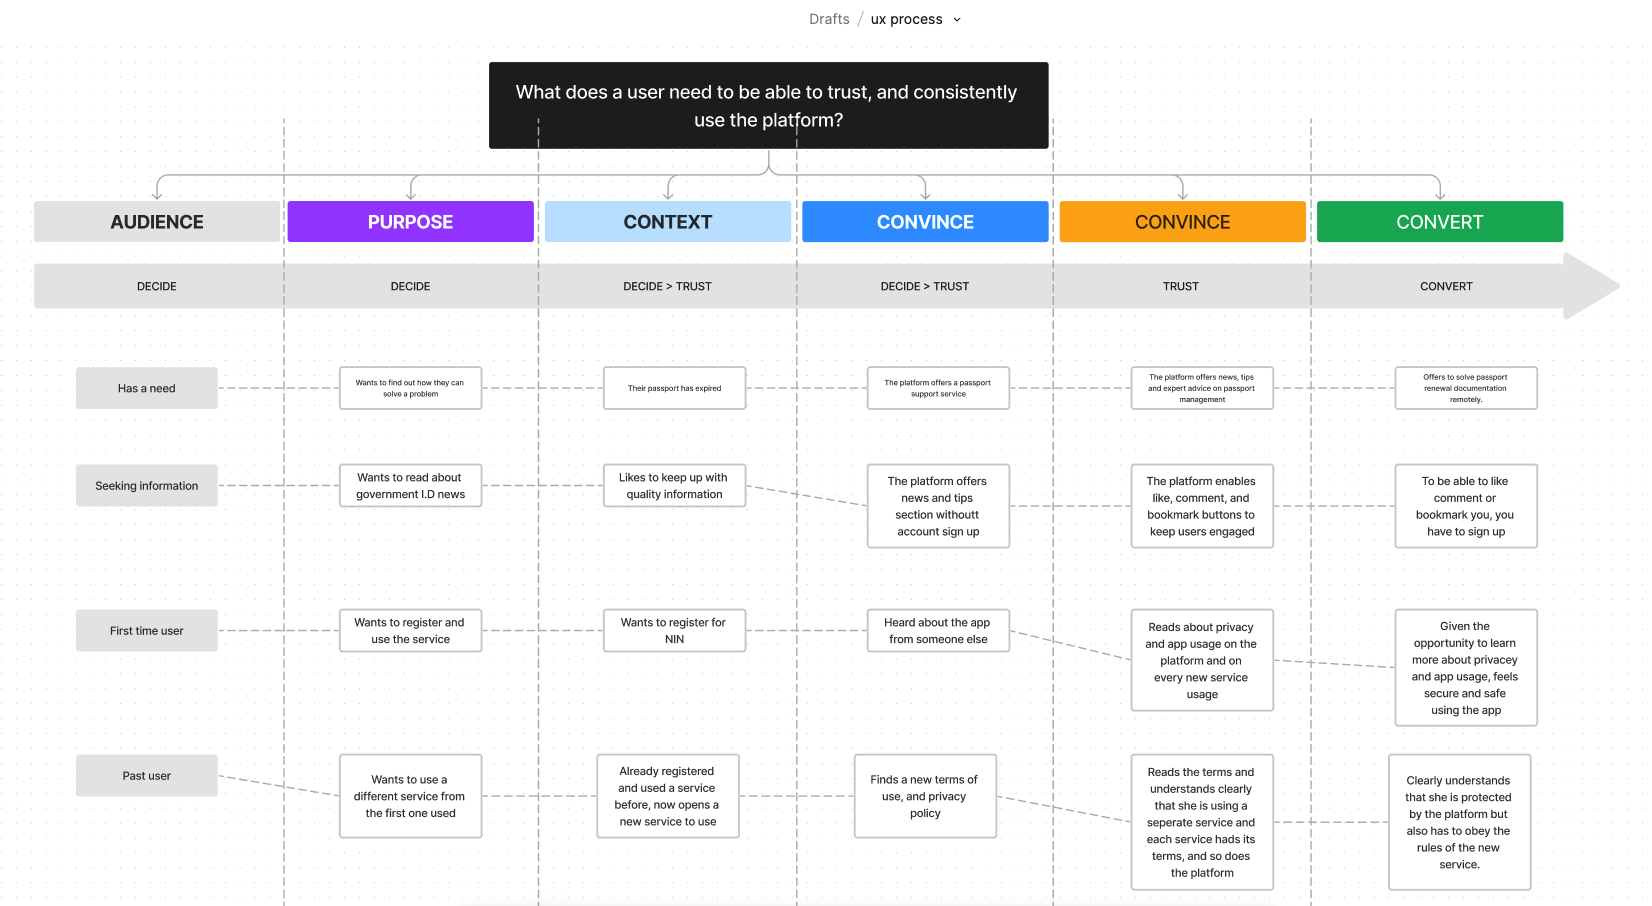 Drafts / ux process
What does a user need to be able to trust, and consistently
use the platform?
AUDIENCE
PURPOSE
CONTEXT
CONVINCE
CONVINCE
CONVERT
DECIDE
DECIDE
DECIDE > TRUST
DECIDE > TRUST
TRUST
CONVERT
Has a need
Wants to find out how they can
solve a problem
Their passport has expired
The platform offers a passport
support service
The platform offers news, tips
and expert advice on passport
management
Offers to solve passport
renewal documentation
remotely.
Seeking information
Wants to read about
government I.D news
Likes to keep up with
quality information
The platform offers
news and tips
section withoutt
account sign up
The platform enables
like, comment, and
bookmark buttons to
keep users engaged
To be able to like
comment or
bookmark you, you
have to sign up
First time user
Wants to register and
use the service
Wants to register for
NIN
Heard about the app
from someone else
Reads about privacy
and app usage on the
platform and on
every new service
usage
Given the
opportunity to learn
more about privacey
and app usage, feels
secure and safe
using the app
Past user
Wants to use a
different service from
the first one used
Already registered
and used a service
before, now opens a
new service to use
Finds a new terms of
use, and privacy
policy
Reads the terms and
understands clearly
that she is using a
seperate service and
each service hads its
terms, and so does
the platform
Clearly understands
that she is protected
by the platform but
also has to obey the
rules of the new
service.